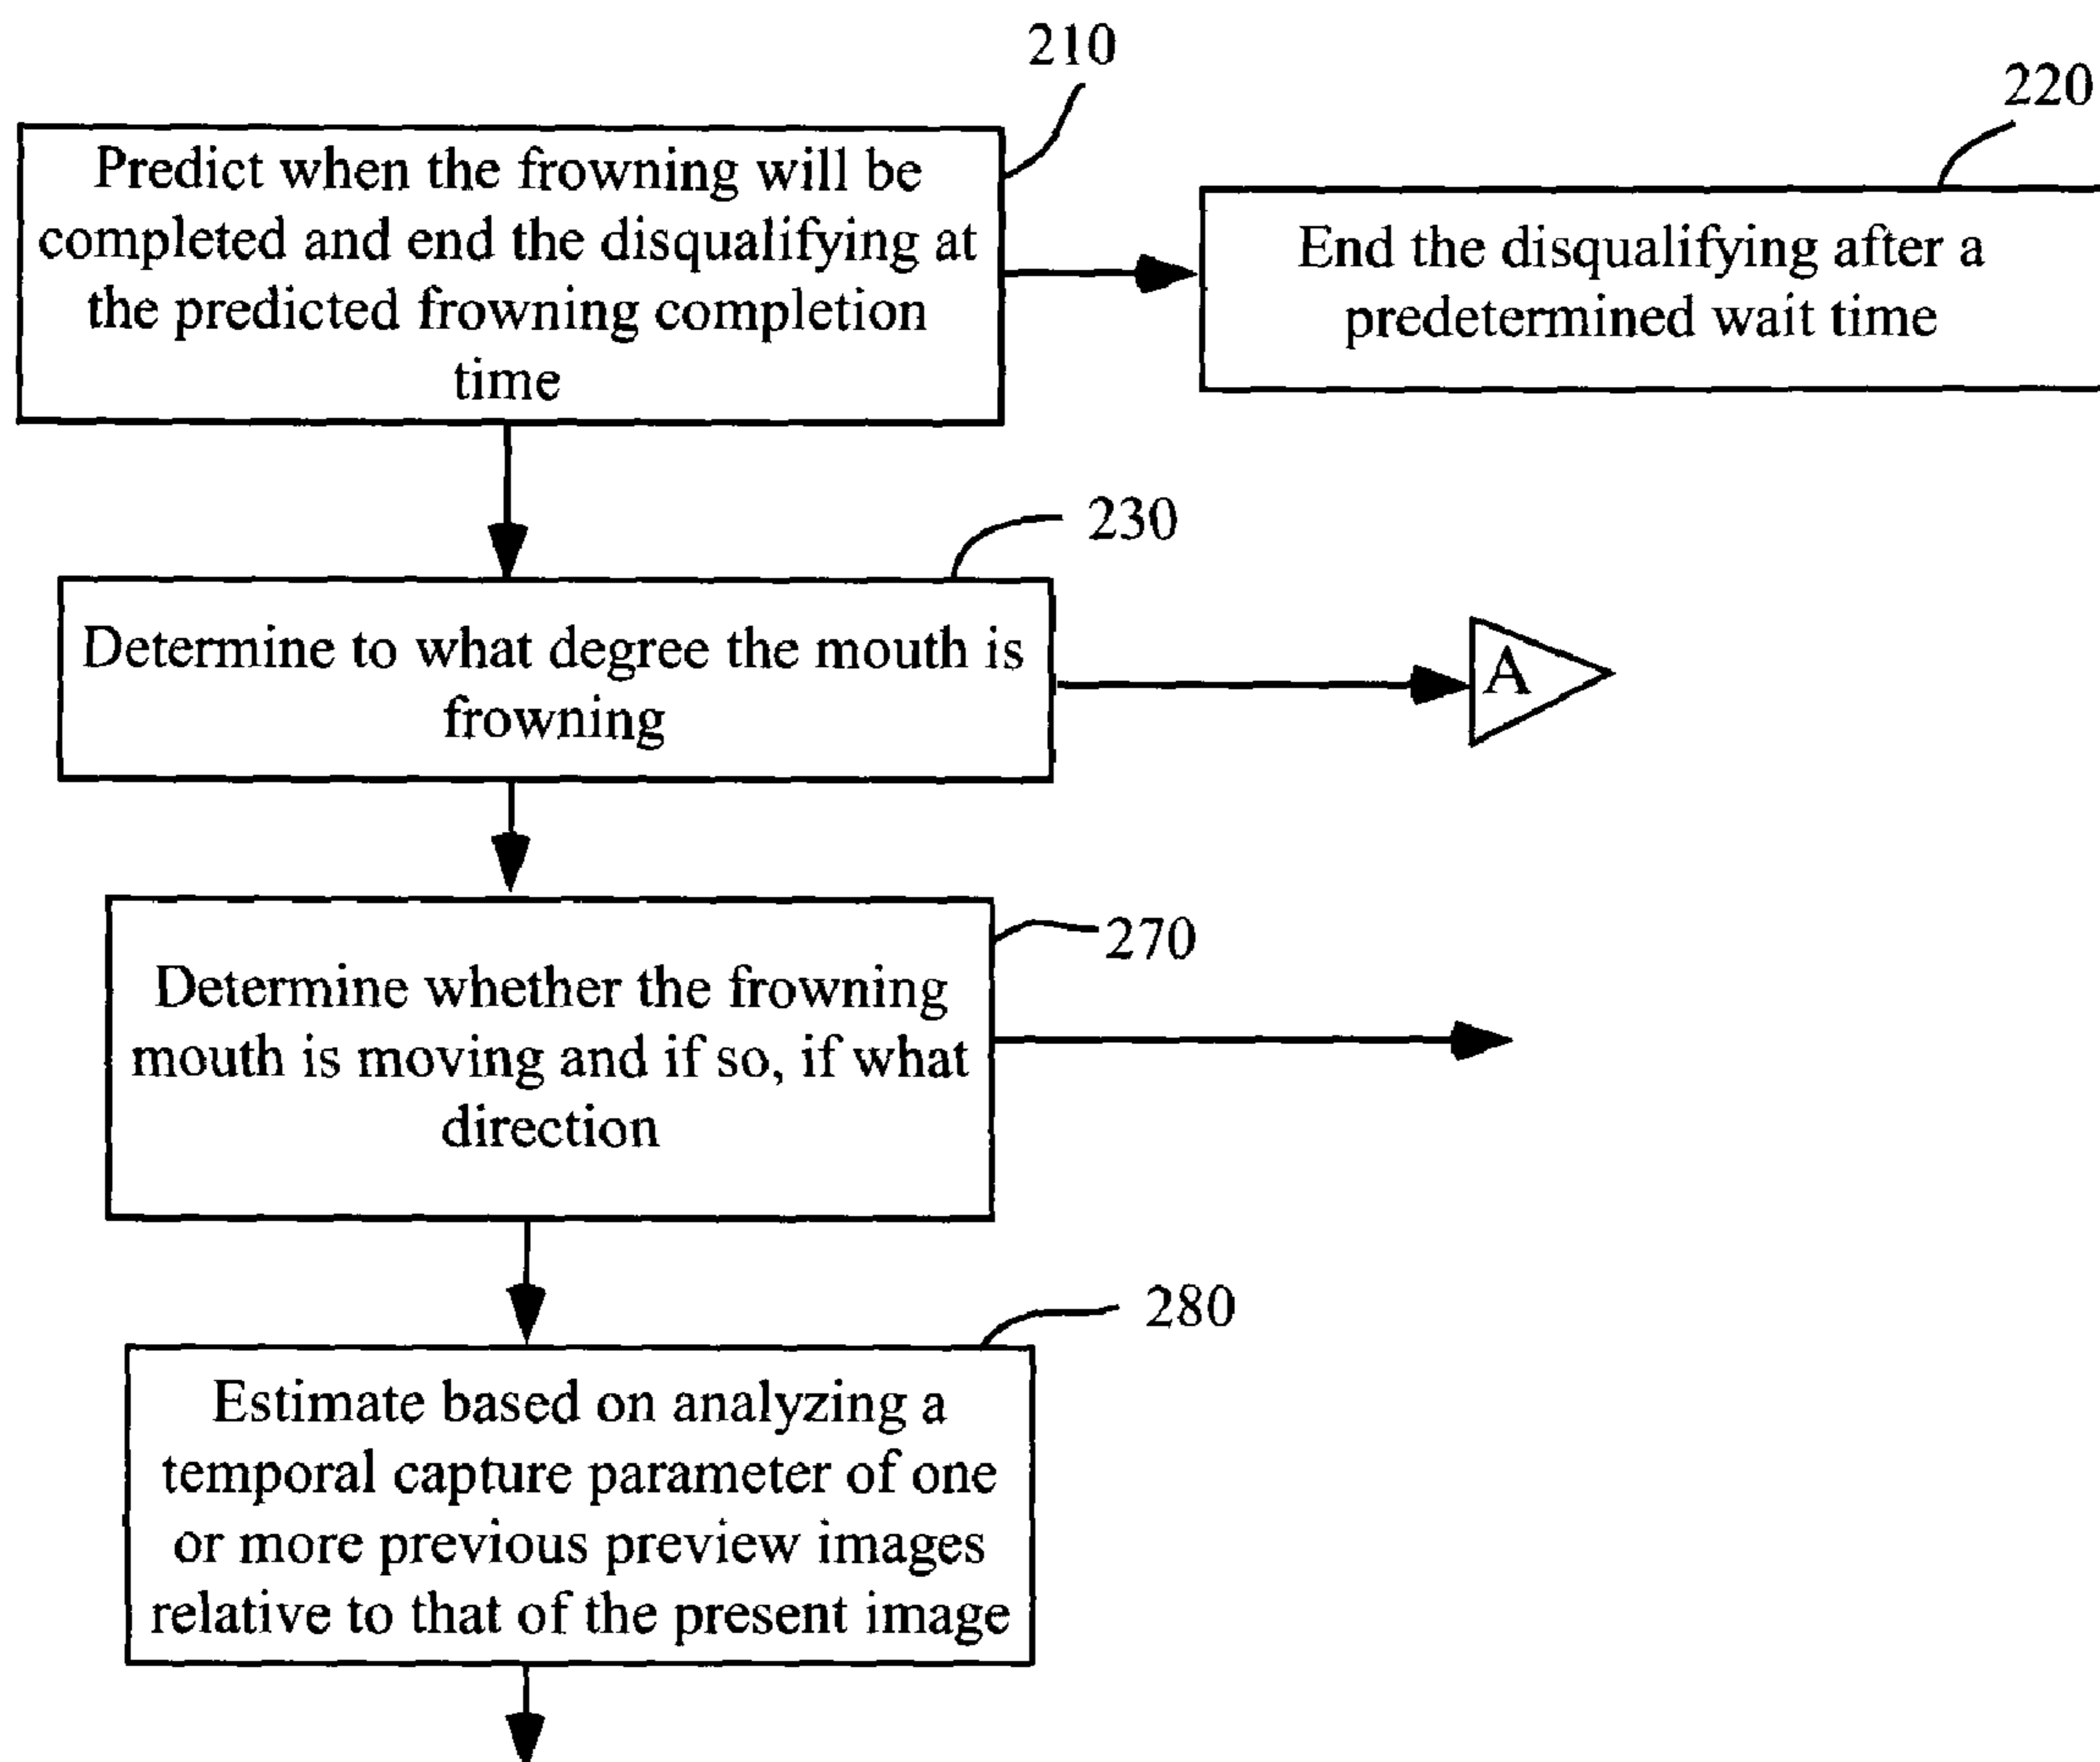 210
220
Predict when the frowning will be
completed and end the disqualifying at
the predicted frowning completion
time
End the disqualifying after a
predetermined wait time
230
Determine to what degree the mouth is
frowning
A
270
Determine whether the frowning
mouth is moving and if so, if what
direction
280
Estimate based on analyzing a
temporal capture parameter of one
or more previous preview images
relative to that of the present image